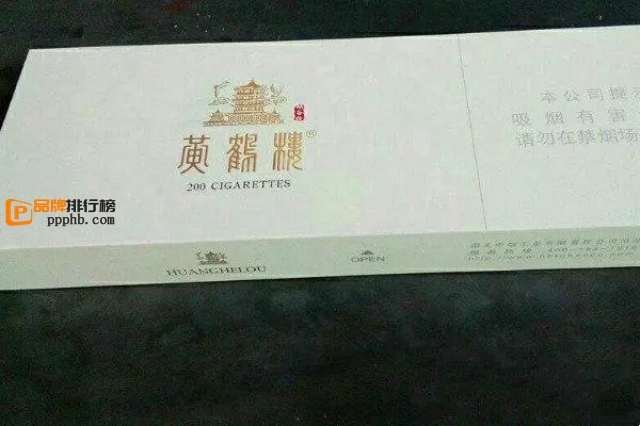 黄鹤楼®
200 CIGARETTES
本公司提示
吸烟有害
请勿在禁烟场
品牌排行榜
ppphb.com
HUANGHELOU
OPEN